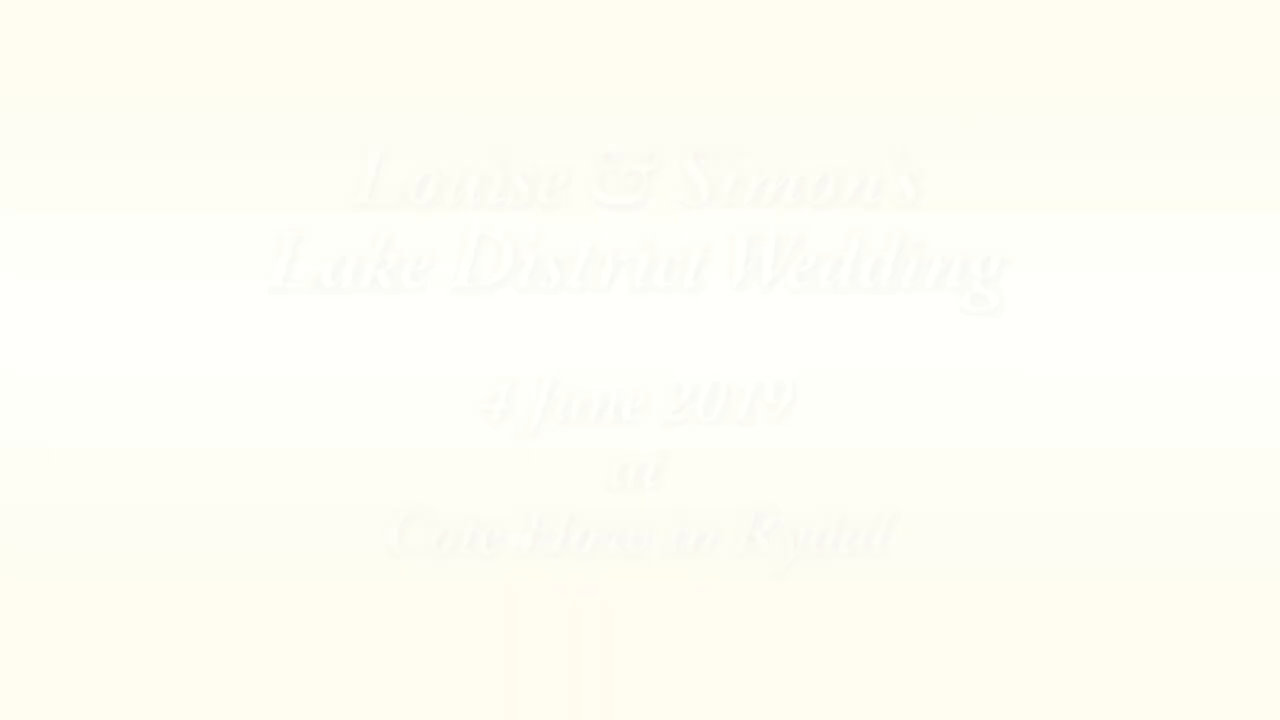 Louise & Simon's
Lake District Wedding
4 June 2019
at
Cote How in Rydal